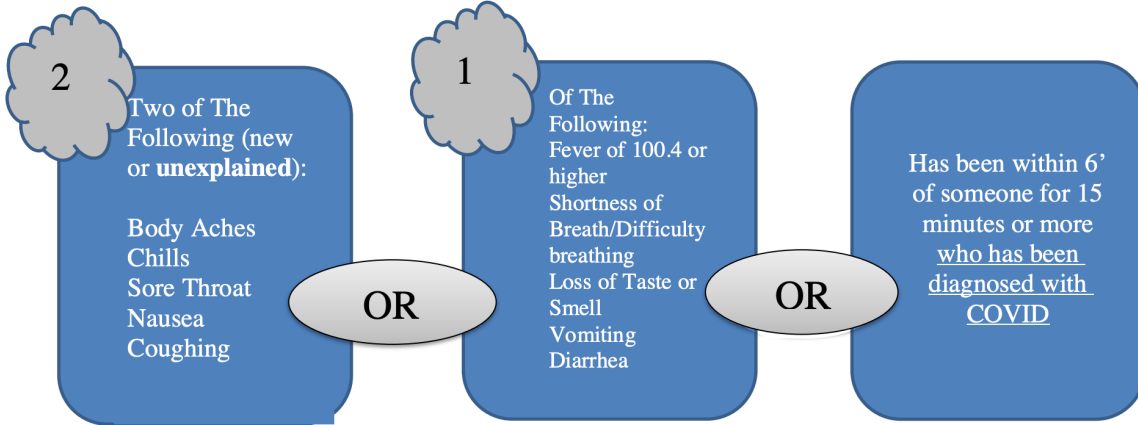 2
Two of The
Following (new
or unexplained):
Body Aches
Chills
Sore Throat
Nausea
Coughing
OR
1
Of The
Following:
Fever of 100.4 or
higher
Shortness of
Breath/Difficulty
breathing
Loss of Taste or
Smell
Vomiting
Diarrhea
OR
Has been within 6’
of someone for 15
minutes or more
who has been
diagnosed with
COVID